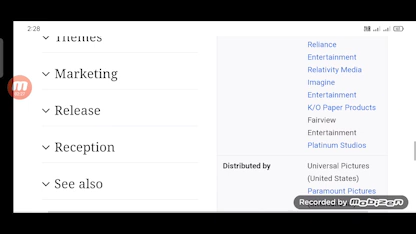 2:28
Themes
Marketing
Release
Reception
See also
Reliance
Entertainment
Relativity Media
Imagine
Entertainment
K/O Paper Products
Fairview
Entertainment
Platinum Studios
Distributed by
Universal Pictures
(United States)
Paramount Pictures
Recorded by
mobizen